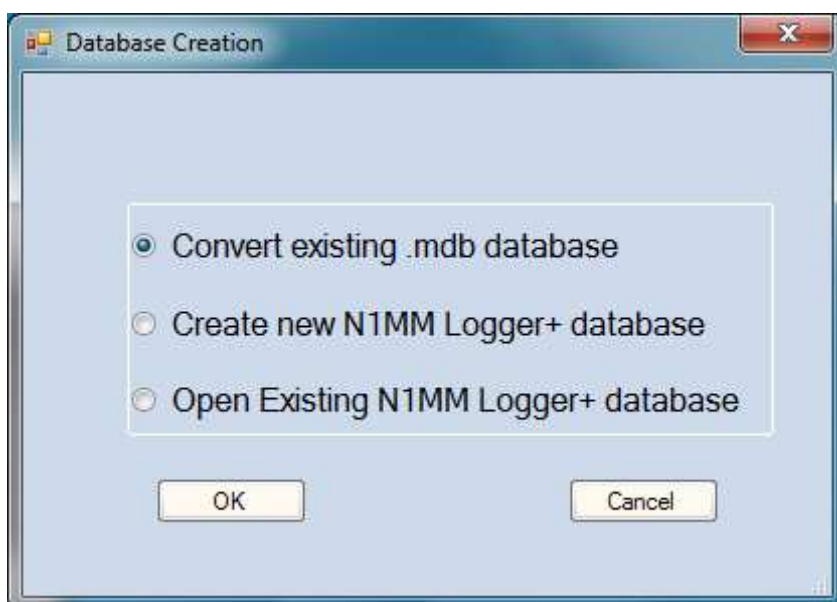 Database Creation
Convert existing .mdb database
Create new N1MM Logger+ database
Open Existing N1MM Logger+ database
OK Cancel